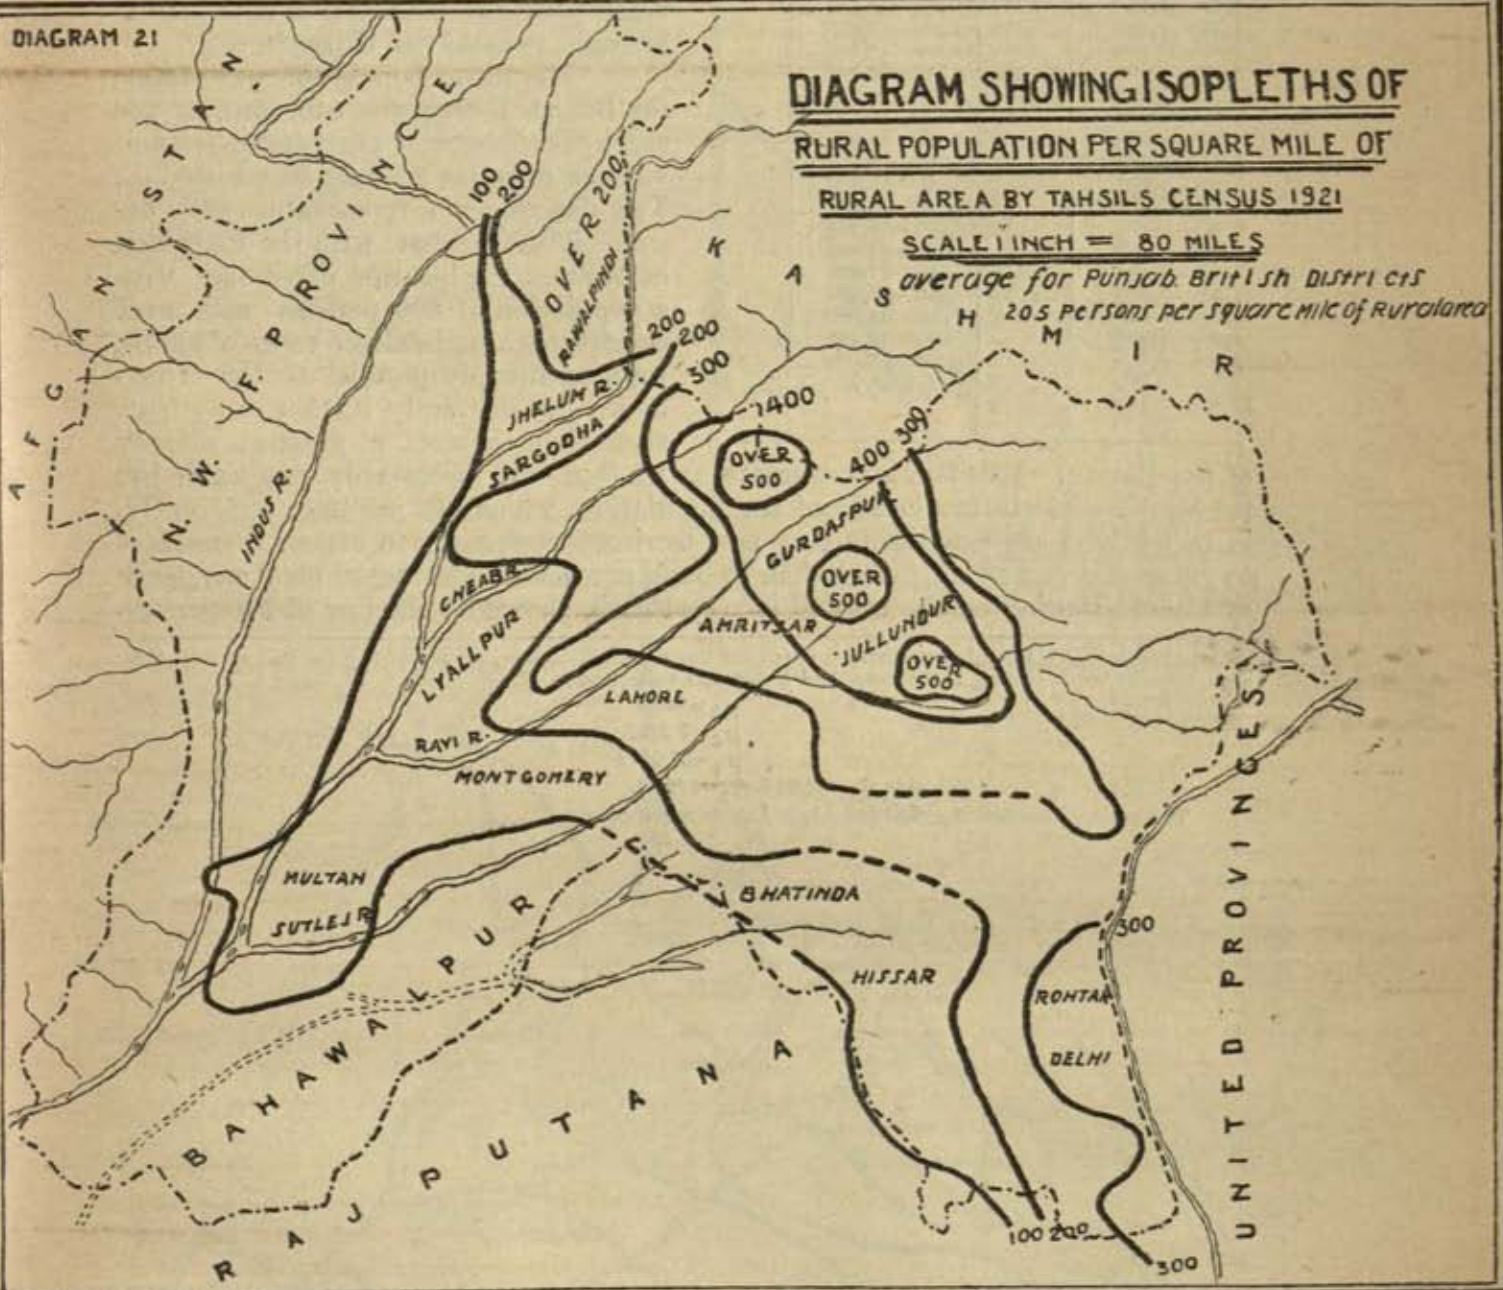 DIAGRAM 21
DIAGRAM SHOWING ISOPLETHS OF
RURAL POPULATION PER SQUARE MILE OF
RURAL AREA BY TAHSILS CENSUS 1921
SCALE 1 INCH = 80 MILES
average for Punjab British Districts
205 Persons per square Mile of Rural area
AFGANISTAN.
N. W. F. PROVINCE
KASHMIR
100
200
OVER 200
RAWALPINDI
200
200
300
400
JHELUM R.
SARGODHA
OVER
500
400
300
INDUS R.
GURDASPUR
CHEAB R.
OVER
500
LYALLPUR
AMRITSAR
JULLUNDUR
OVER
500
LAHORE
RAVI R.
MONTGOMERY
MULTAN
SUTLEJ R
BHATINDA
300
HISSAR
ROHTAK
DELHI
BAHAWALPUR
RAJPUTANA
UNITED PROVINCES
100
200
300